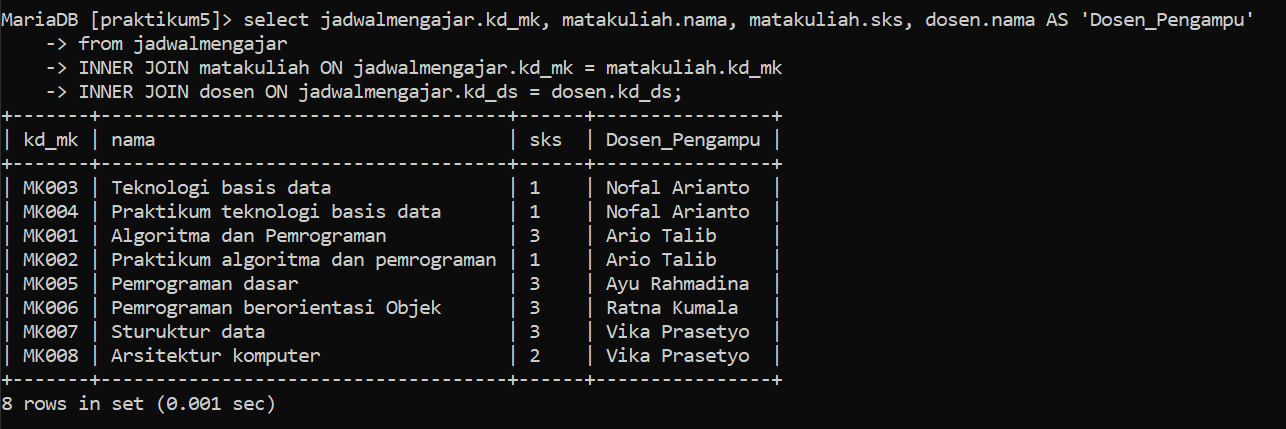 MariaDB [praktikum5]> select jadwalmengajar.kd_mk, matakuliah.nama, matakuliah.sks, dosen.nama AS 'Dosen_Pengampu'
    -> from jadwalmengajar
    -> INNER JOIN matakuliah ON jadwalmengajar.kd_mk = matakuliah.kd_mk
    -> INNER JOIN dosen ON jadwalmengajar.kd_ds = dosen.kd_ds;
+-------+-----------------------------------+------+----------------+
| kd_mk | nama                              | sks  | Dosen_Pengampu |
+-------+-----------------------------------+------+----------------+
| MK003 | Teknologi basis data              | 1    | Nofal Arianto  |
| MK004 | Praktikum teknologi basis data    | 1    | Nofal Arianto  |
| MK001 | Algoritma dan Pemrograman         | 3    | Ario Talib     |
| MK002 | Praktikum algoritma dan pemrograman | 1    | Ario Talib     |
| MK005 | Pemrograman dasar                 | 3    | Ayu Rahmadina  |
| MK006 | Pemrograman berorientasi Objek    | 3    | Ratna Kumala   |
| MK007 | Sturuktur data                    | 3    | Vika Prasetyo  |
| MK008 | Arsitektur komputer               | 2    | Vika Prasetyo  |
+-------+-----------------------------------+------+----------------+
8 rows in set (0.001 sec)